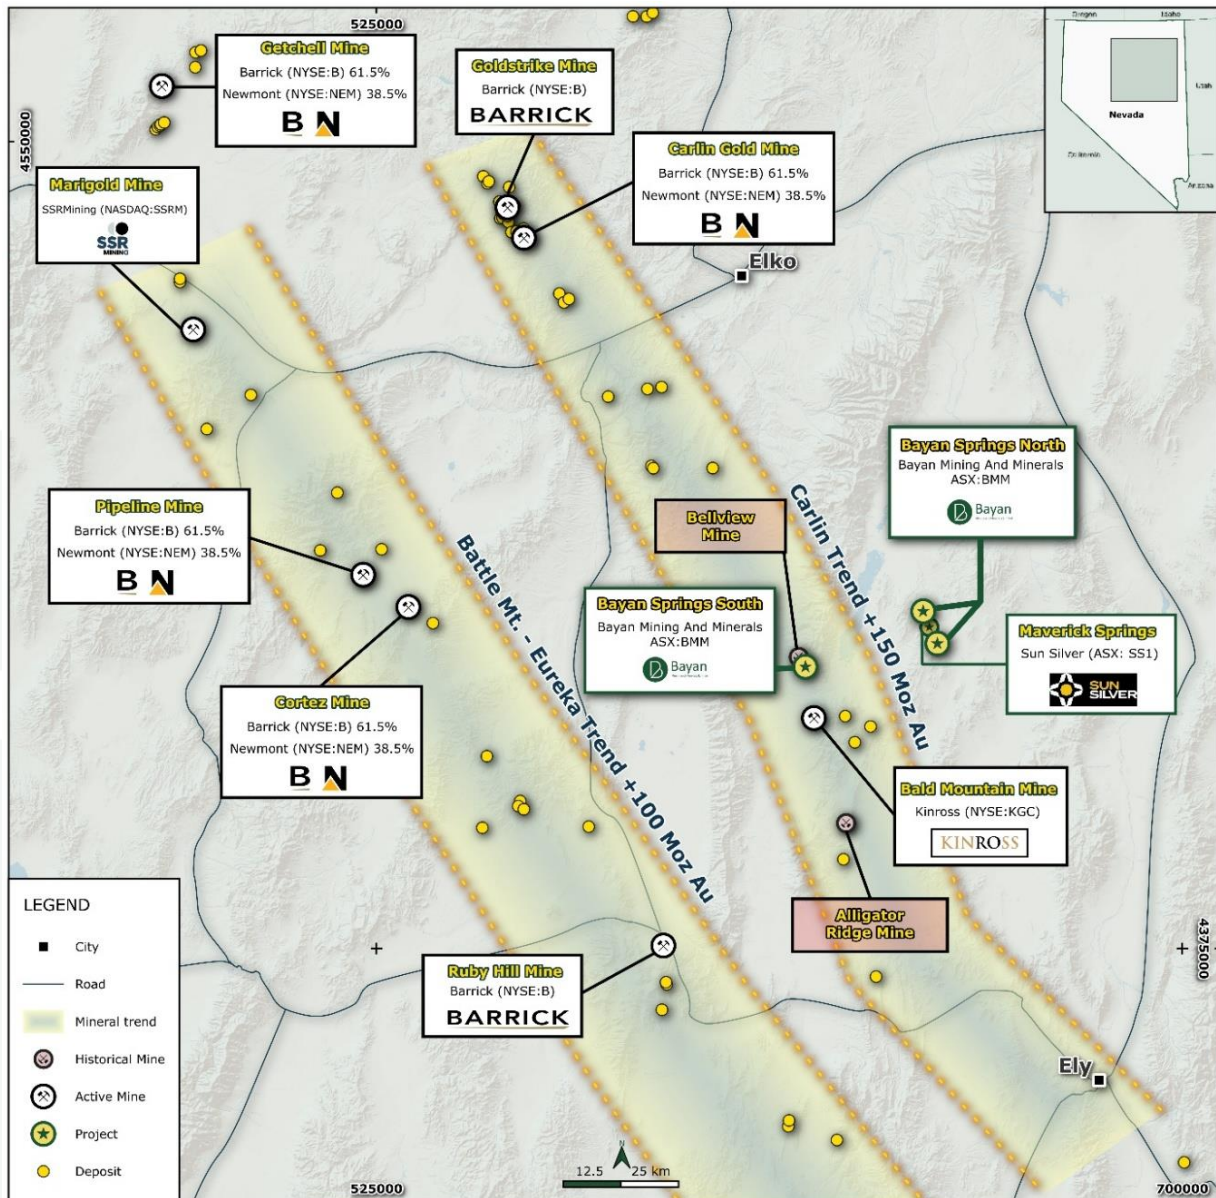 525000
Oregon
Idaho
Utah
Nevada
California
Arizona
Getchell Mine
Barrick (NYSE:B) 61.5%
Newmont (NYSE:NEM) 38.5%
B N
Goldstrike Mine
Barrick (NYSE:B)
BARRICK
Carlin Gold Mine
Barrick (NYSE:B) 61.5%
Newmont (NYSE:NEM) 38.5%
B N
4550000
Marigold Mine
SSRMining (NASDAQ:SSRM)
SSR
MINING
Elko
Bayan Springs North
Bayan Mining And Minerals
ASX:BMM
Bayan
Pipeline Mine
Barrick (NYSE:B) 61.5%
Newmont (NYSE:NEM) 38.5%
B N
Bellview
Mine
Carlin Trend +150 Moz Au
Battle Mt. - Eureka Trend +100 Moz Au
Bayan Springs South
Bayan Mining And Minerals
ASX:BMM
Bayan
Maverick Springs
Sun Silver (ASX: SS1)
SUN
SILVER
Cortez Mine
Barrick (NYSE:B) 61.5%
Newmont (NYSE:NEM) 38.5%
B N
Bald Mountain Mine
Kinross (NYSE:KGC)
KINROSS
Alligator
Ridge Mine
4375000
Ruby Hill Mine
Barrick (NYSE:B)
BARRICK
LEGEND
City
Road
Mineral trend
Historical Mine
Active Mine
Project
Deposit
Ely
N
12.5 25 km
525000
700000